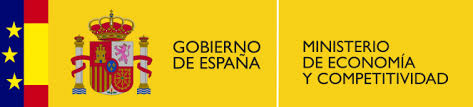 GOBIERNO
DE ESPAÑA
MINISTERIO
DE ECONOMÍA
Y COMPETITIVIDAD